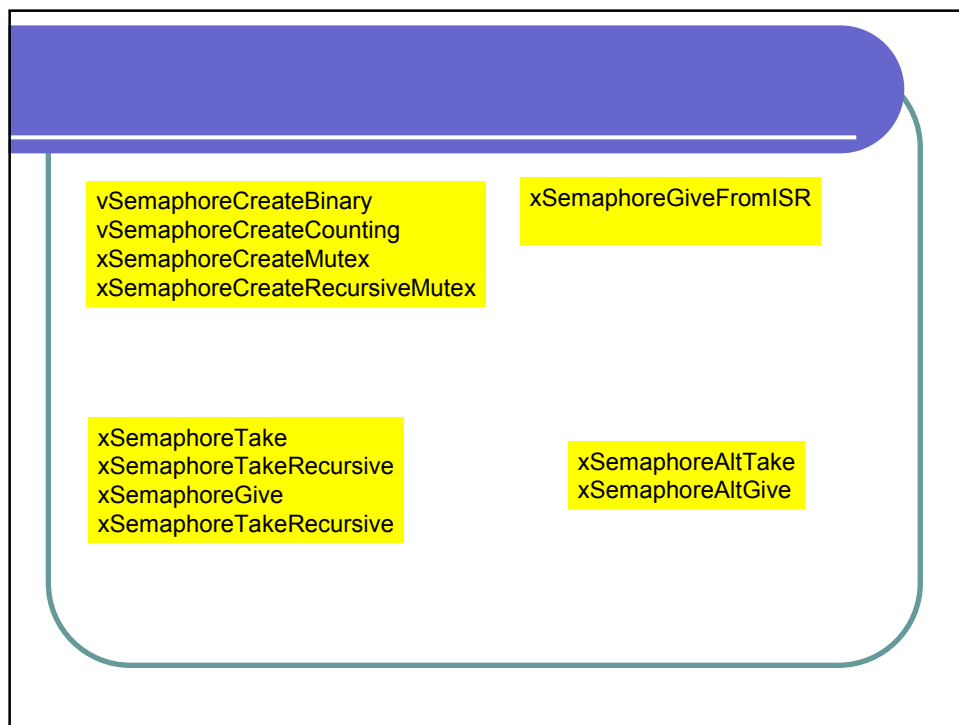 vSemaphoreCreateBinary
vSemaphoreCreateCounting
xSemaphoreCreateMutex
xSemaphoreCreateRecursiveMutex
xSemaphoreGiveFromISR
xSemaphoreTake
xSemaphoreTakeRecursive
xSemaphoreGive
xSemaphoreTakeRecursive
xSemaphoreAltTake
xSemaphoreAltGive